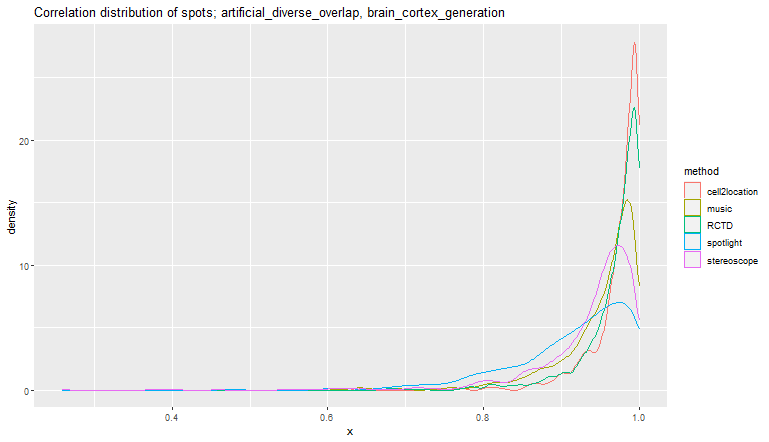 Correlation distribution of spots; artificial_diverse_overlap, brain_cortex_generation
density
20
10
0
0.4
0.6
0.8
1.0
x
method
cell2location
music
RCTD
spotlight
stereoscope